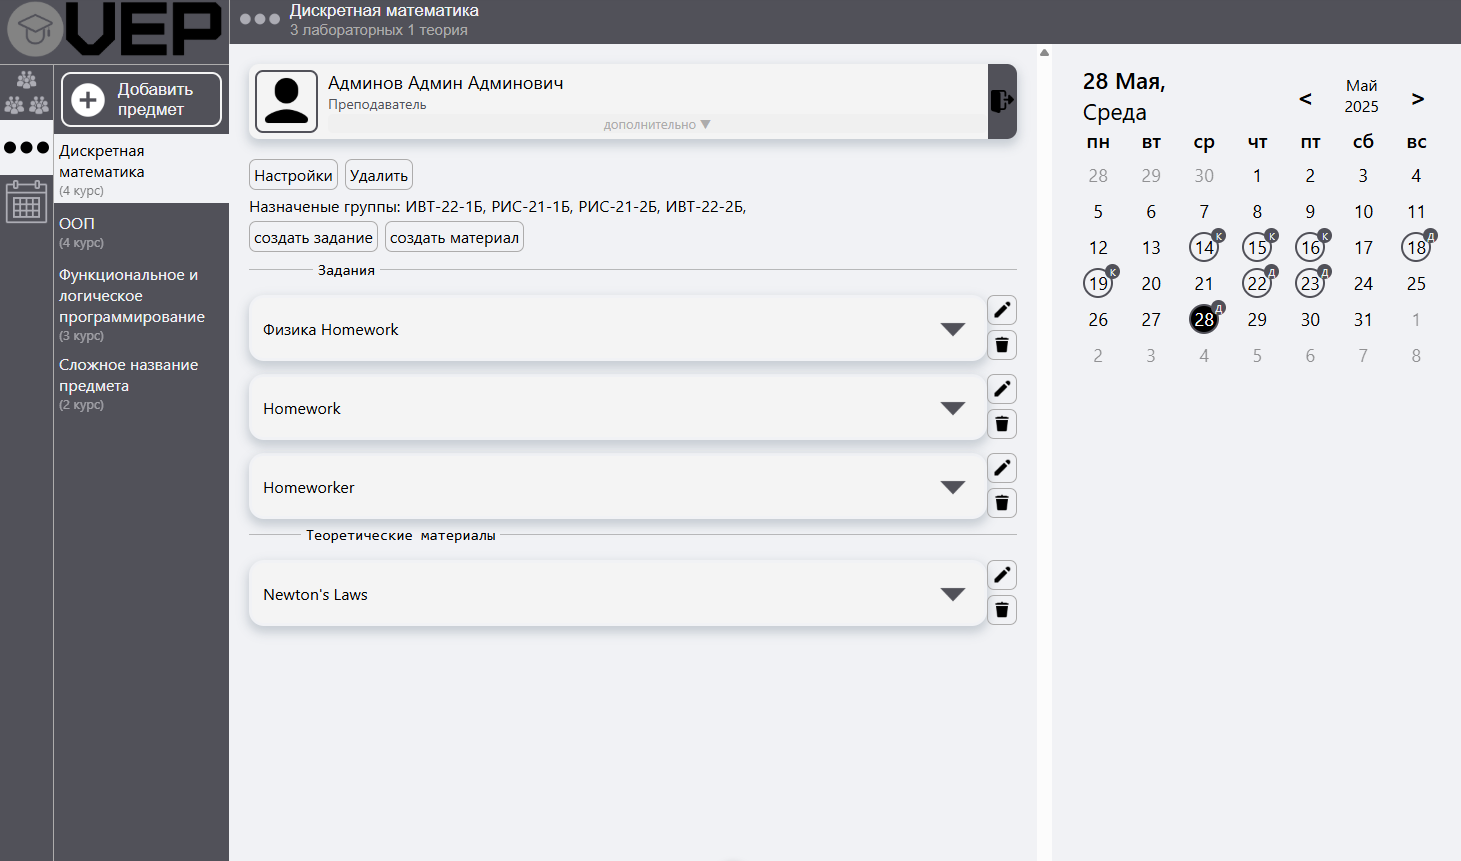 VEP
Дискретная математика
3 лабораторных 1 теория
Добавить
предмет
Дискретная
математика
(4 курс)
ООП
(4 курс)
Функциональное и
логическое
программирование
(3 курс)
Сложное название
предмета
(2 курс)
Админов Админ Админович
Преподаватель
дополнительно ▼
Настройки Удалить
Назначеные группы: ИВТ-22-1Б, РИС-21-1Б, РИС-21-2Б, ИВТ-22-2Б,
создать задание создать материал
Задания
Физика Homework
Homework
Homeworker
Теоретические материалы
Newton's Laws
28 Мая,
Среда
< Май >
2025
пн вт ср чт пт сб вс
28 29 30 1 2 3 4
5 6 7 8 9 10 11
12 13 14 к 15 к 16 к 17 18 д
19 к 20 21 22 д 23 д 24 25
26 27 28 д 29 30 31 1
2 3 4 5 6 7 8